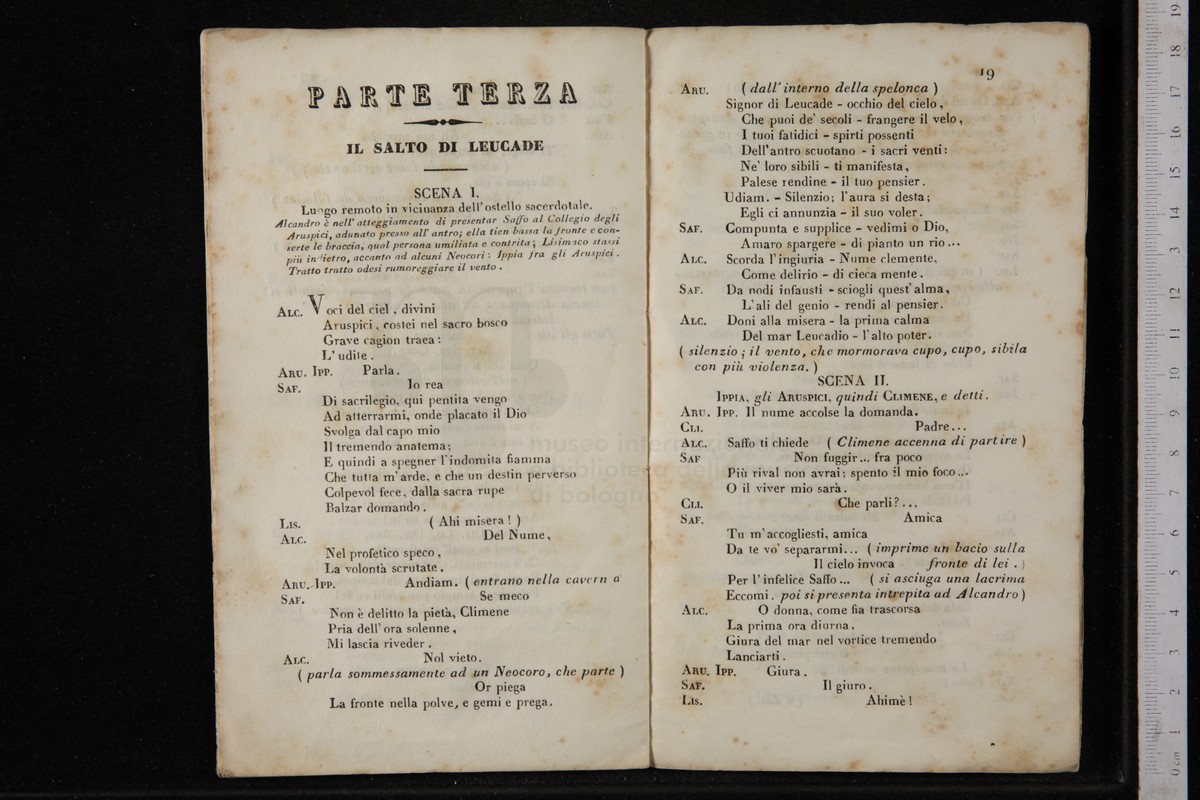 PARTE TERZA
IL SALTO DI LEUCADE
SCENA I.
Luogo remoto in vicinanza dell'ostello sacerdotale.
Alcandro è nell'atteggiamento di presentar Saffo al Collegio degli
Aruspici, adunato presso all'antro; ella tien bassa la fronte e con-
serte le braccia, qual persona umiliata e contrita; Lisimaco stassi
più indietro, accanto ad alcuni Neocori: Ippia fra gli Aruspici.
Tratto tratto odesi rumoreggiare il vento.
ALC. Voci del ciel, divini
Aruspici, costei nel sacro bosco
Grave cagion traea:
L'udite.
ARU. IPP. Parla.
SAF. Io rea
Di sacrilegio, qui pentita vengo
Ad atterrarmi, onde placato il Dio
Svolga dal capo mio
Il tremendo anatema;
E quindi a spegner l'indomita fiamma
Che tutta m'arde, e che un destin perverso
Colpevol fece, dalla sacra rupe
Balzar domando.
LIS. (Ahi misera!)
ALC. Del Nume,
Nel profetico speco,
La volontà scrutate.
ARU. IPP. Andiam. (entrano nella cavern a
SAF. Se meco
Non è delitto la pietà, Climene
Pria dell'ora solenne,
Mi lascia riveder.
ALC. Nol vieto.
(parla sommessamente ad un Neocoro, che parte)
Or piega
La fronte nella polve, e gemi e prega.
19
ARU. (dall'interno della spelonca)
Signor di Leucade - occhio del cielo,
Che puoi de' secoli - frangere il velo,
I tuoi fatidici - spirti possenti
Dell'antro scuotano - i sacri venti:
Ne' loro sibili - ti manifesta,
Palese rendine - il tuo pensier.
Udiam. - Silenzio; l'aura si desta;
Egli ci annunzia - il suo voler.
SAF. Compunta e supplice - vedimi o Dio,
Amaro spargere - di pianto un rio...
ALC. Scorda l'ingiuria - Nume clemente,
Come delirio - di cieca mente.
SAF. Da nodi infausti - sciogli quest'alma,
L'ali del genio - rendi al pensier.
ALC. Doni alla misera - la prima calma
Del mar Leucadio - l'alto poter.
(silenzio; il vento, che mormorava cupo, cupo, sibila
con più violenza.)
SCENA II.
IPPIA, gli ARUSPICI, quindi CLIMENE, e detti.
ARU. IPP. Il nume accolse la domanda.
CLI. Padre...
ALC. Saffo ti chiede (Climene accenna di partire)
SAF Non fuggir... fra poco
Più rival non avrai; spento il mio foco...
O il viver mio sarà.
CLI. Che parli?...
SAF. Amica
Tu m'accogliesti, amica
Da te vo' separarmi... (imprime un bacio sulla
Il cielo invoca fronte di lei.)
Per l'infelice Saffo... (si asciuga una lacrima
Eccomi. poi si presenta intrepita ad Alcandro)
ALC. O donna, come fia trascorsa
La prima ora diurna,
Giura del mar nel vortice tremendo
Lanciarti.
ARU. IPP. Giura.
SAF. Il giuro.
LIS. Ahimè!